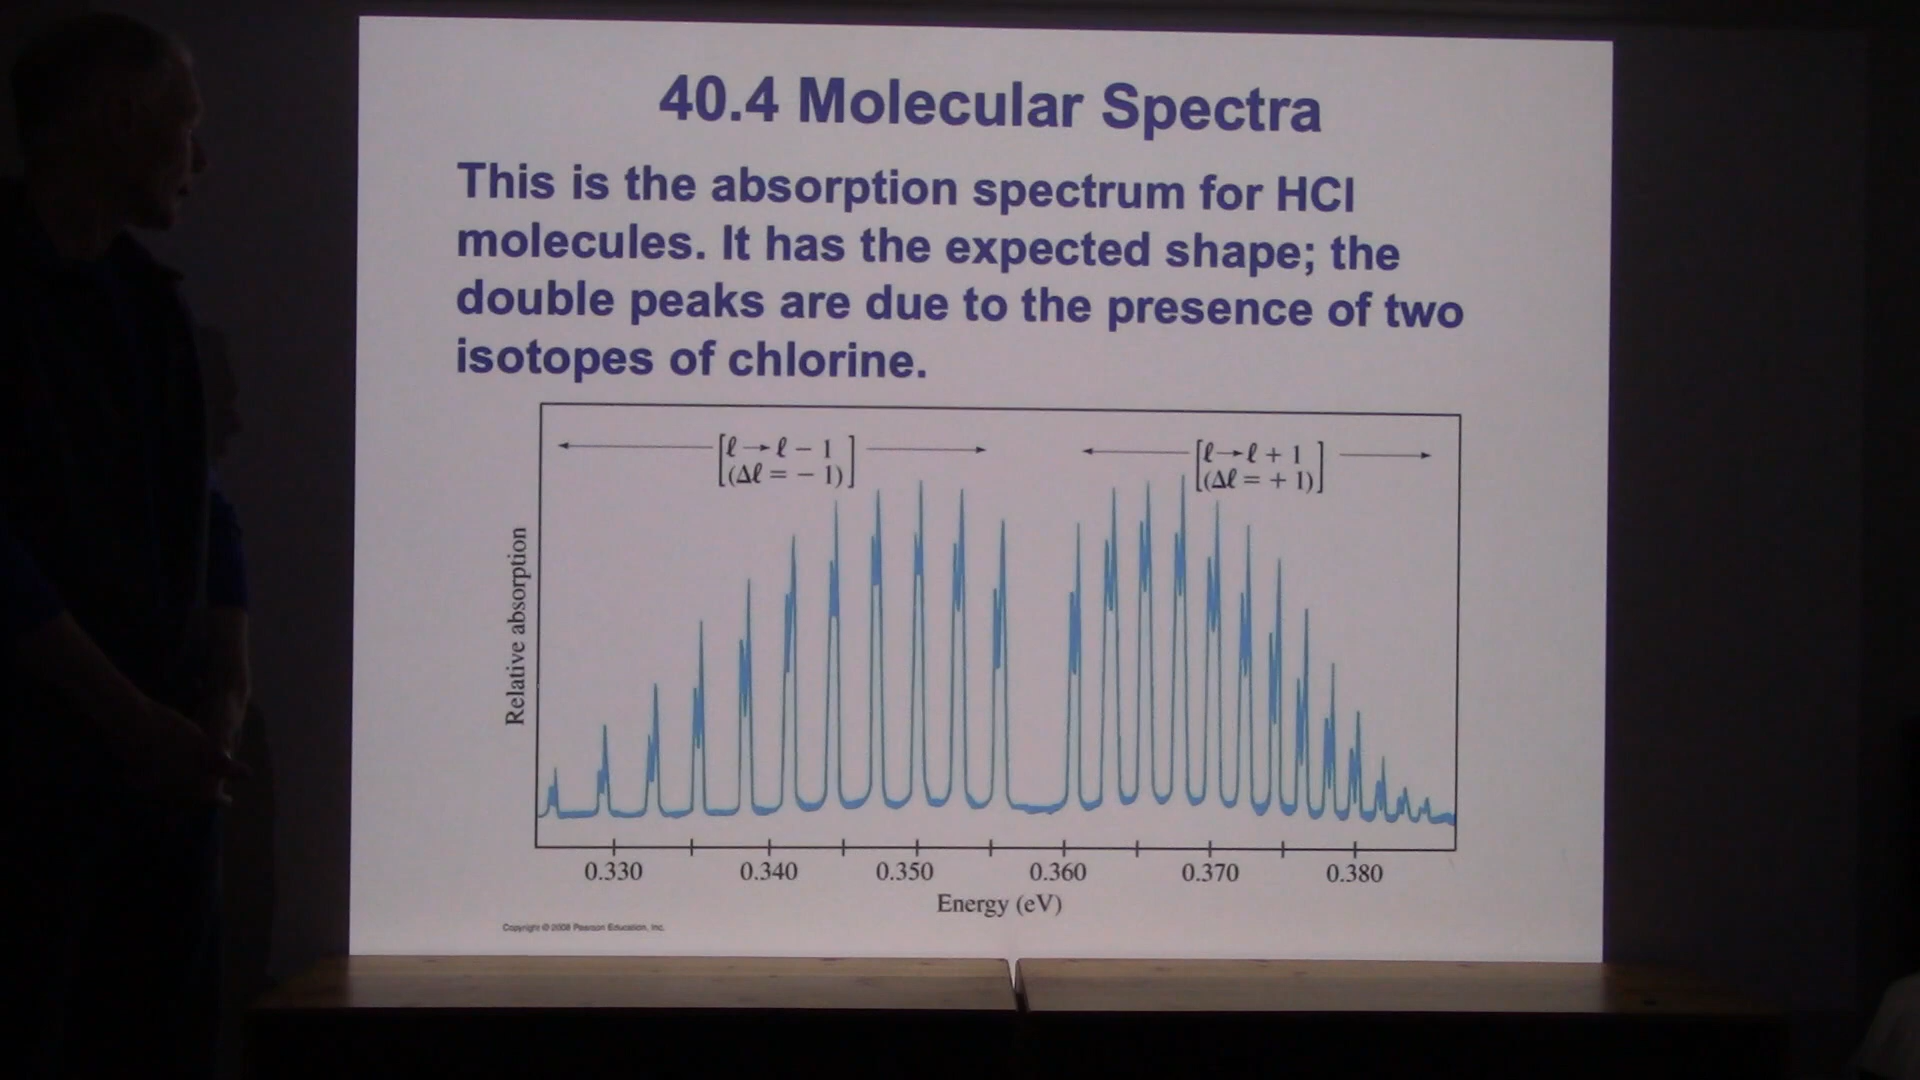 40.4 Molecular Spectra
This is the absorption spectrum for HCl
molecules. It has the expected shape; the
double peaks are due to the presence of two
isotopes of chlorine.
[ℓ→ℓ − 1]
[(Δℓ = − 1)]
[ℓ→ℓ + 1]
[(Δℓ = + 1)]
Relative absorption
0.330 0.340 0.350 0.360 0.370 0.380
Energy (eV)
Copyright © 2008 Pearson Education, Inc.